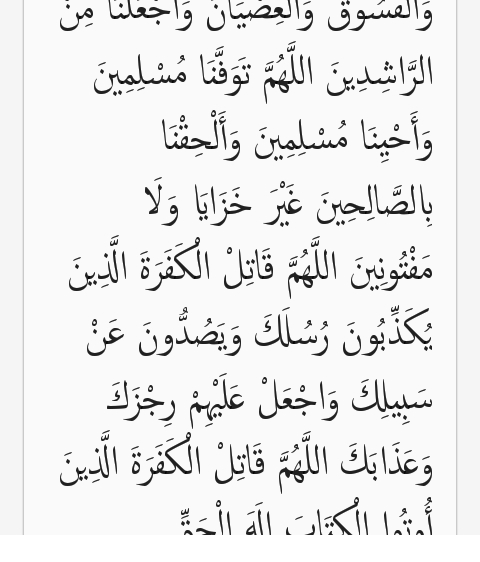 وَالْفُسُوقَ وَالْعِصْيَانَ وَاجْعَلْنَا مِنْ
الرَّاشِدِينَ اللَّهُمَّ تَوَفَّنَا مُسْلِمِينَ
وَأَحْيِنَا مُسْلِمِينَ وَأَلْحِقْنَا
بِالصَّالِحِينَ غَيْرَ خَزَايَا وَلَا
مَفْتُونِينَ اللَّهُمَّ قَاتِلْ الْكَفَرَةَ الَّذِينَ
يُكَذِّبُونَ رُسُلَكَ وَيَصُدُّونَ عَنْ
سَبِيلِكَ وَاجْعَلْ عَلَيْهِمْ رِجْزَكَ
وَعَذَابَكَ اللَّهُمَّ قَاتِلْ الْكَفَرَةَ الَّذِينَ
أُوتُوا الْكِتَابَ إِلَهَ الْحَقِّ